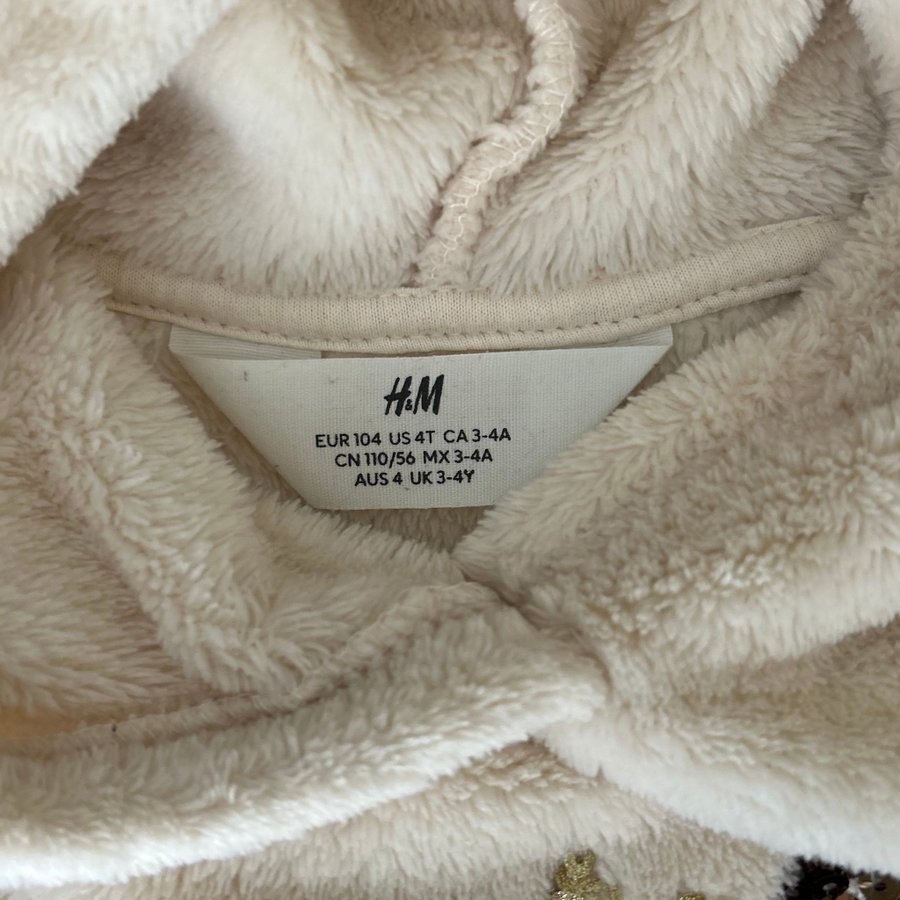 H&M
EUR 104 US 4T CA 3-4A
CN 110/56 MX 3-4A
AUS 4 UK 3-4Y